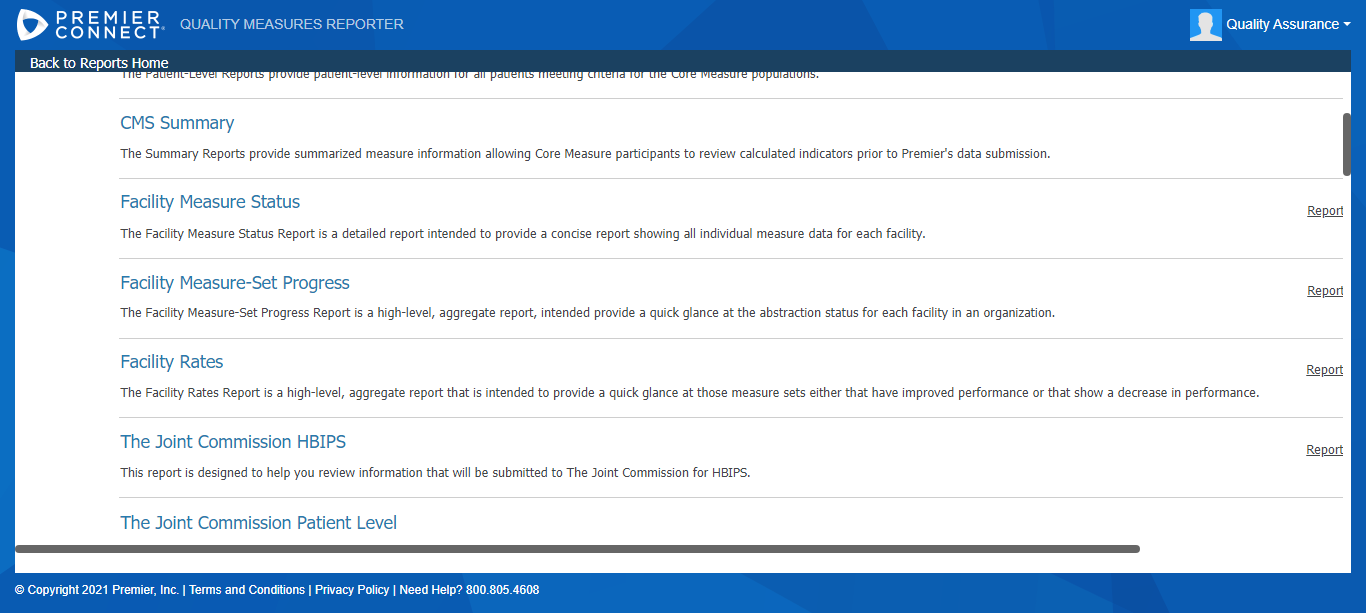 PREMIER
CONNECT
QUALITY MEASURES REPORTER
Quality Assurance
Back to Reports Home
The Patient-Level Reports provide patient-level information for all patients meeting criteria for the Core Measure populations.
CMS Summary
The Summary Reports provide summarized measure information allowing Core Measure participants to review calculated indicators prior to Premier's data submission.
Facility Measure Status
Report
The Facility Measure Status Report is a detailed report intended to provide a concise report showing all individual measure data for each facility.
Facility Measure-Set Progress
Report
The Facility Measure-Set Progress Report is a high-level, aggregate report, intended provide a quick glance at the abstraction status for each facility in an organization.
Facility Rates
Report
The Facility Rates Report is a high-level, aggregate report that is intended to provide a quick glance at those measure sets either that have improved performance or that show a decrease in performance.
The Joint Commission HBIPS
Report
This report is designed to help you review information that will be submitted to The Joint Commission for HBIPS.
The Joint Commission Patient Level
© Copyright 2021 Premier, Inc. | Terms and Conditions | Privacy Policy | Need Help? 800.805.4608